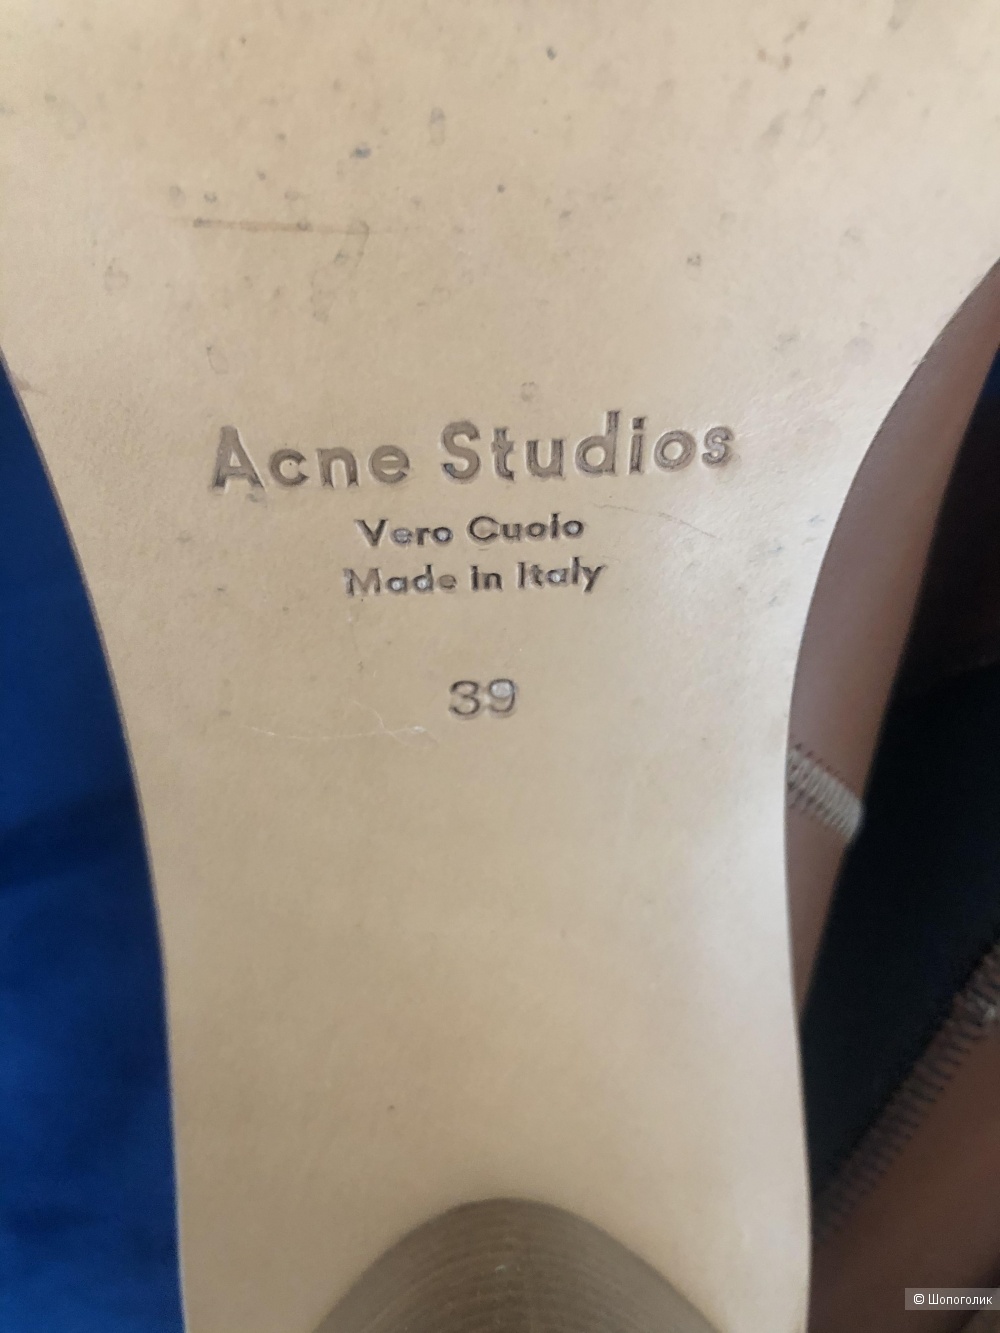 Acne Studios
Vero Cuoio
Made in Italy
39
© Шопоголик